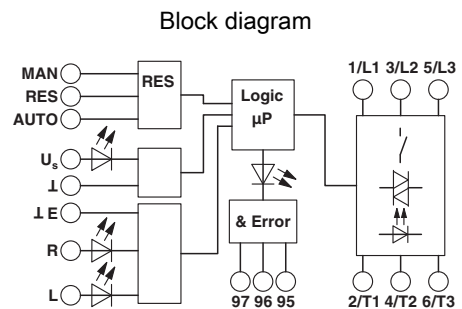 Block diagram
MAN
RES
AUTO
Us
⊥
⊥ E
R
L
RES
Logic
µP
& Error
97 96 95
1/L1 3/L2 5/L3
2/T1 4/T2 6/T3